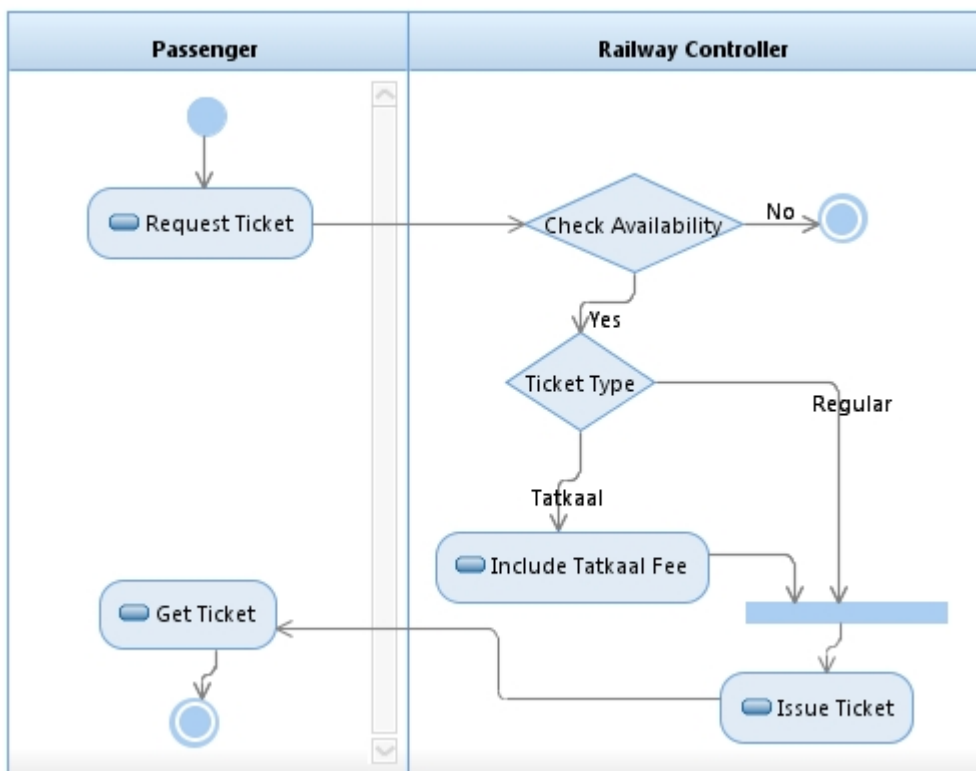 Passenger
Railway Controller
Request Ticket
Check Availability
No
Yes
Ticket Type
Regular
Tatkaal
Include Tatkaal Fee
Get Ticket
Issue Ticket